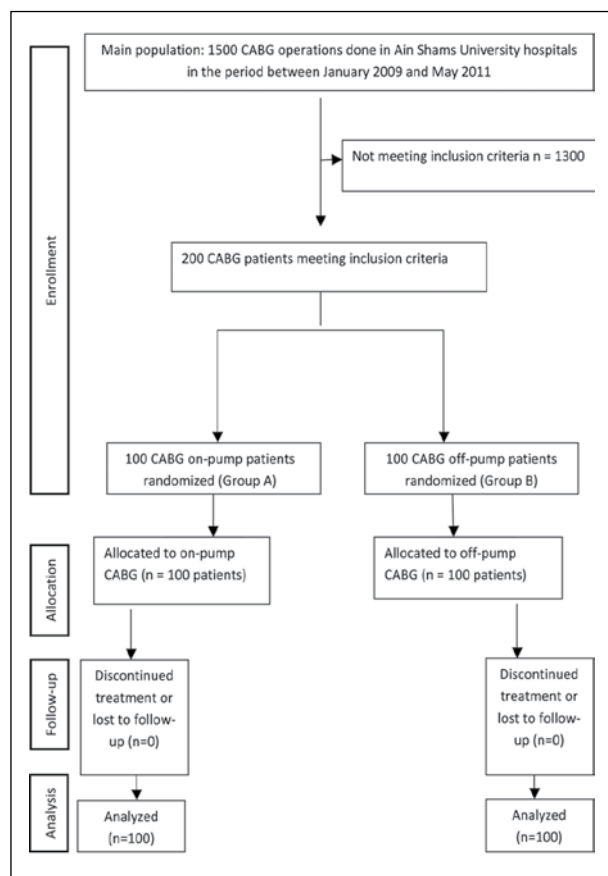 Main population: 1500 CABG operations done in Ain Shams University hospitals
in the period between January 2009 and May 2011
Not meeting inclusion criteria n = 1300
Enrollment
200 CABG patients meeting inclusion criteria
100 CABG on-pump patients
randomized (Group A)
100 CABG off-pump patients
randomized (Group B)
Allocation
Allocated to on-pump
CABG (n = 100 patients)
Allocated to off-pump
CABG (n = 100 patients)
Follow-up
Discontinued
treatment or
lost to follow-
up (n=0)
Discontinued
treatment or
lost to follow-
up (n=0)
Analysis
Analyzed
(n=100)
Analyzed
(n=100)